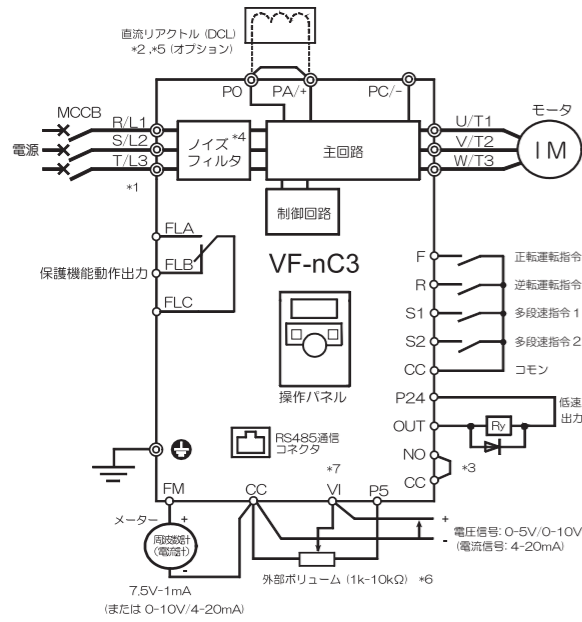 直流リアクトル (DCL)
*2 ,*5 (オプション)
PO
PA/+
PC/-
MCCB
R/L1
S/L2
T/L3
電源
*1
ノイズ *4
フィルタ
主回路
U/T1
V/T2
W/T3
モータ
IM
制御回路
FLA
FLB
FLC
保護機能動作出力
VF-nC3
操作パネル
F
正転運転指令
R
逆転運転指令
S1
多段速指令 1
S2
多段速指令 2
CC
コモン
P24
OUT
Ry
低速
出力
NO
CC
*3
RS485通信
コネクタ
*7
FM
CC
VI
P5
メーター
+
周波数計
(電流計)
-
7.5V-1mA
(または 0-10V/4-20mA)
外部ボリューム (1k-10kΩ) *6
+
-
電圧信号: 0-5V/0-10V
(電流信号: 4-20mA)